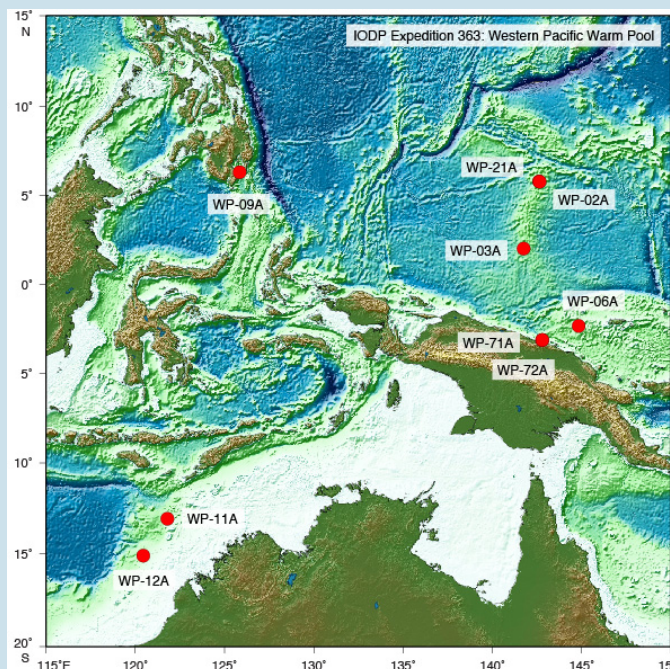 15°
N
IODP Expedition 363: Western Pacific Warm Pool
10°
WP-21A
5°
WP-09A
WP-02A
WP-03A
0°
WP-06A
WP-71A
5°
WP-72A
10°
WP-11A
15°
WP-12A
20°
S
115°E 120° 125° 130° 135° 140° 145°